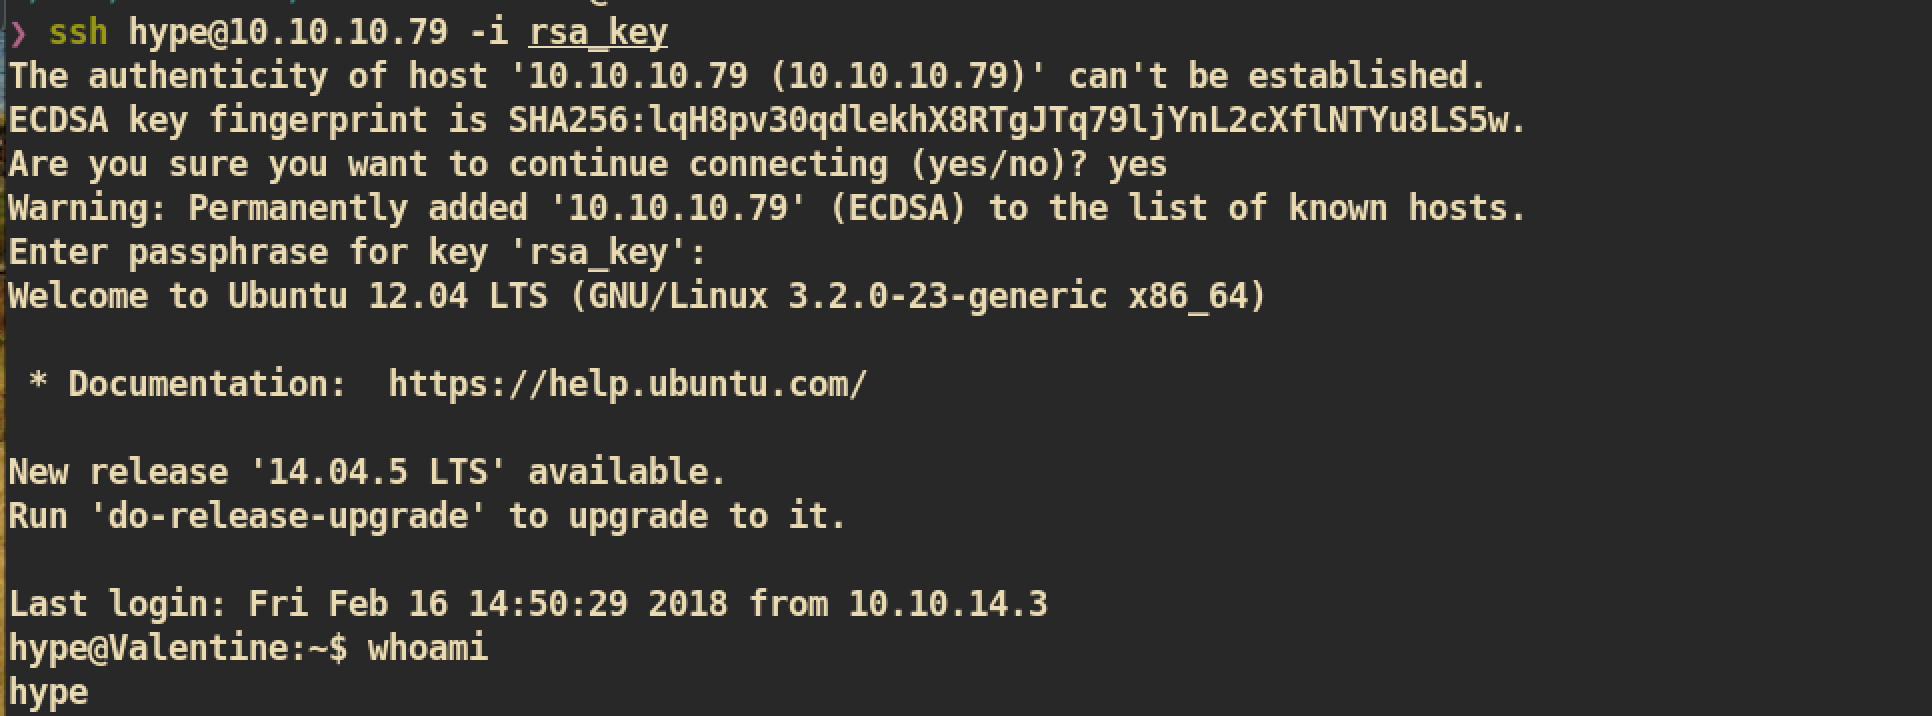 ❯ ssh hype@10.10.10.79 -i rsa_key
The authenticity of host '10.10.10.79 (10.10.10.79)' can't be established.
ECDSA key fingerprint is SHA256:lqH8pv30qdlekhX8RTgJTq79ljYnL2cXflNTYu8LS5w.
Are you sure you want to continue connecting (yes/no)? yes
Warning: Permanently added '10.10.10.79' (ECDSA) to the list of known hosts.
Enter passphrase for key 'rsa_key':
Welcome to Ubuntu 12.04 LTS (GNU/Linux 3.2.0-23-generic x86_64)
* Documentation:  https://help.ubuntu.com/
New release '14.04.5 LTS' available.
Run 'do-release-upgrade' to upgrade to it.
Last login: Fri Feb 16 14:50:29 2018 from 10.10.14.3
hype@Valentine:~$ whoami
hype